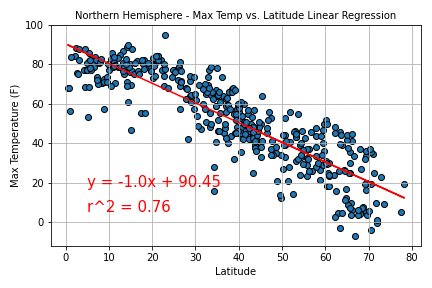 Northern Hemisphere - Max Temp vs. Latitude Linear Regression
100
80
60
40
20
0
Max Temperature (F)
y = -1.0x + 90.45
r^2 = 0.76
0 10 20 30 40 50 60 70 80
Latitude